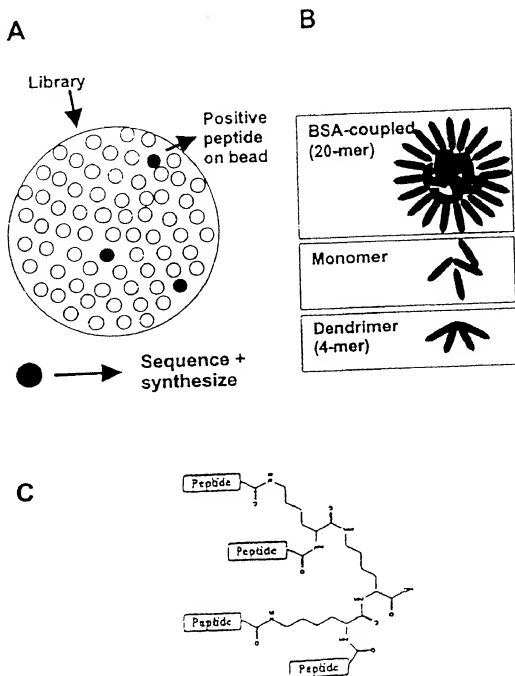 A
Library
Positive
peptide
on bead
Sequence +
synthesize
B
BSA-coupled
(20-mer)
Monomer
Dendrimer
(4-mer)
C
Peptide
Peptide
Peptide
Peptide